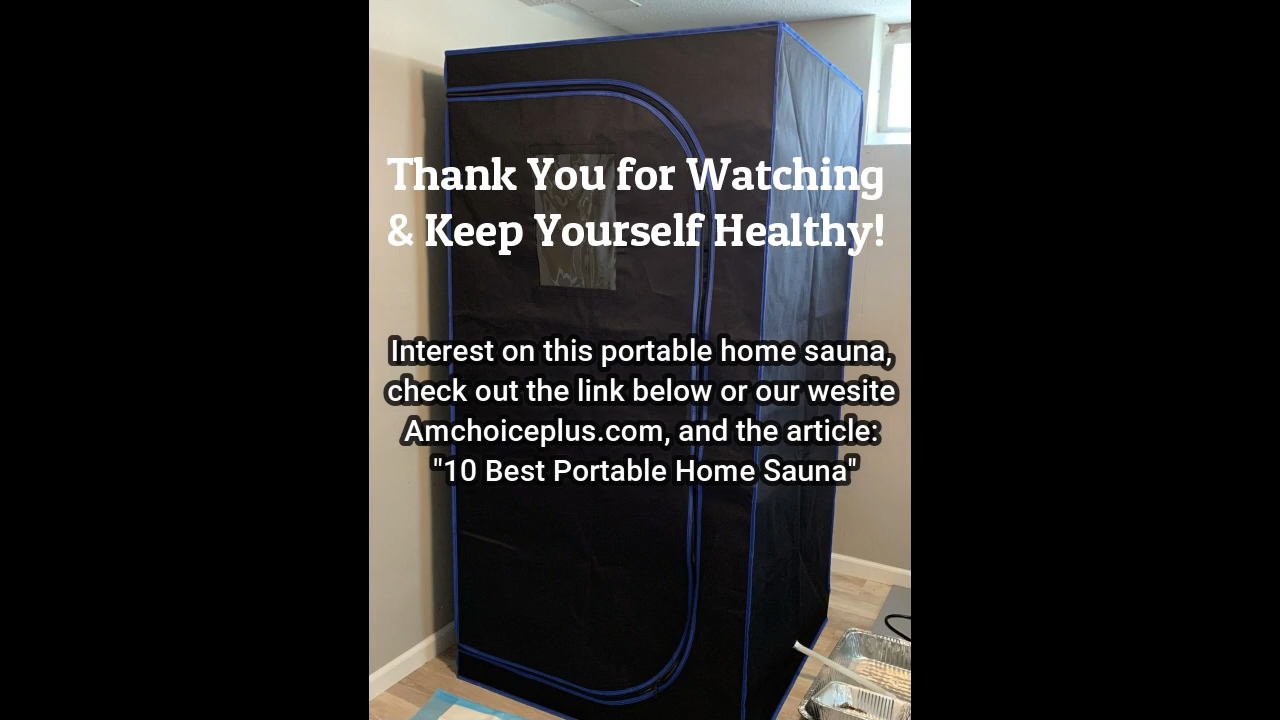 Thank You for Watching
& Keep Yourself Healthy!
Interest on this portable home sauna,
check out the link below or our wesite
Amchoiceplus.com, and the article:
"10 Best Portable Home Sauna"